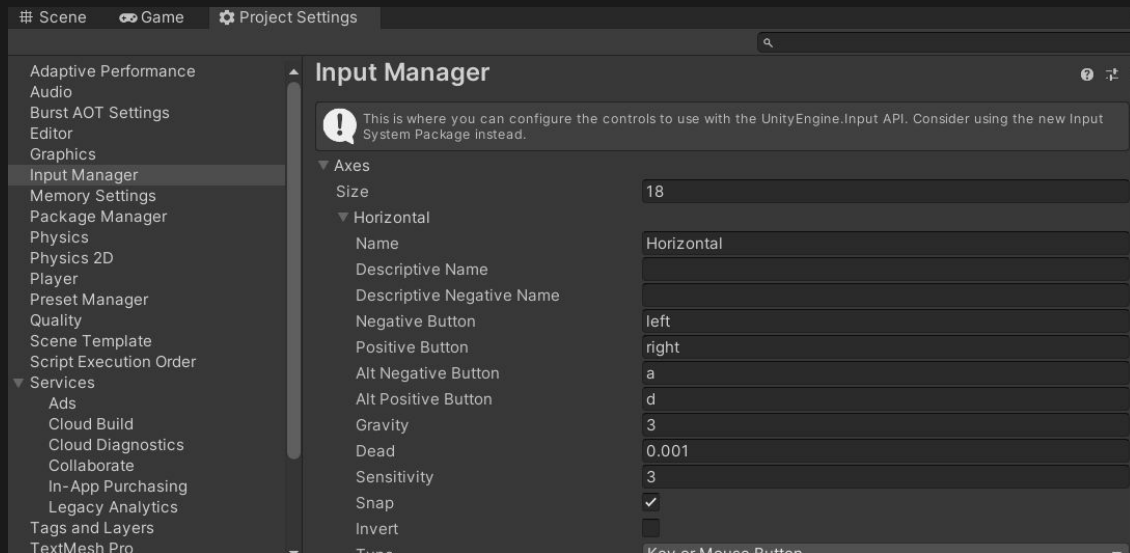 Scene Game Project Settings
Adaptive Performance
Audio
Burst AOT Settings
Editor
Graphics
Input Manager
Memory Settings
Package Manager
Physics
Physics 2D
Player
Preset Manager
Quality
Scene Template
Script Execution Order
Services
Ads
Cloud Build
Cloud Diagnostics
Collaborate
In-App Purchasing
Legacy Analytics
Tags and Layers
TextMesh Pro
Input Manager
This is where you can configure the controls to use with the UnityEngine.Input API. Consider using the new Input
System Package instead.
Axes
Size 18
Horizontal
Name Horizontal
Descriptive Name
Descriptive Negative Name
Negative Button left
Positive Button right
Alt Negative Button a
Alt Positive Button d
Gravity 3
Dead 0.001
Sensitivity 3
Snap
Invert
Type Key or Mouse Button